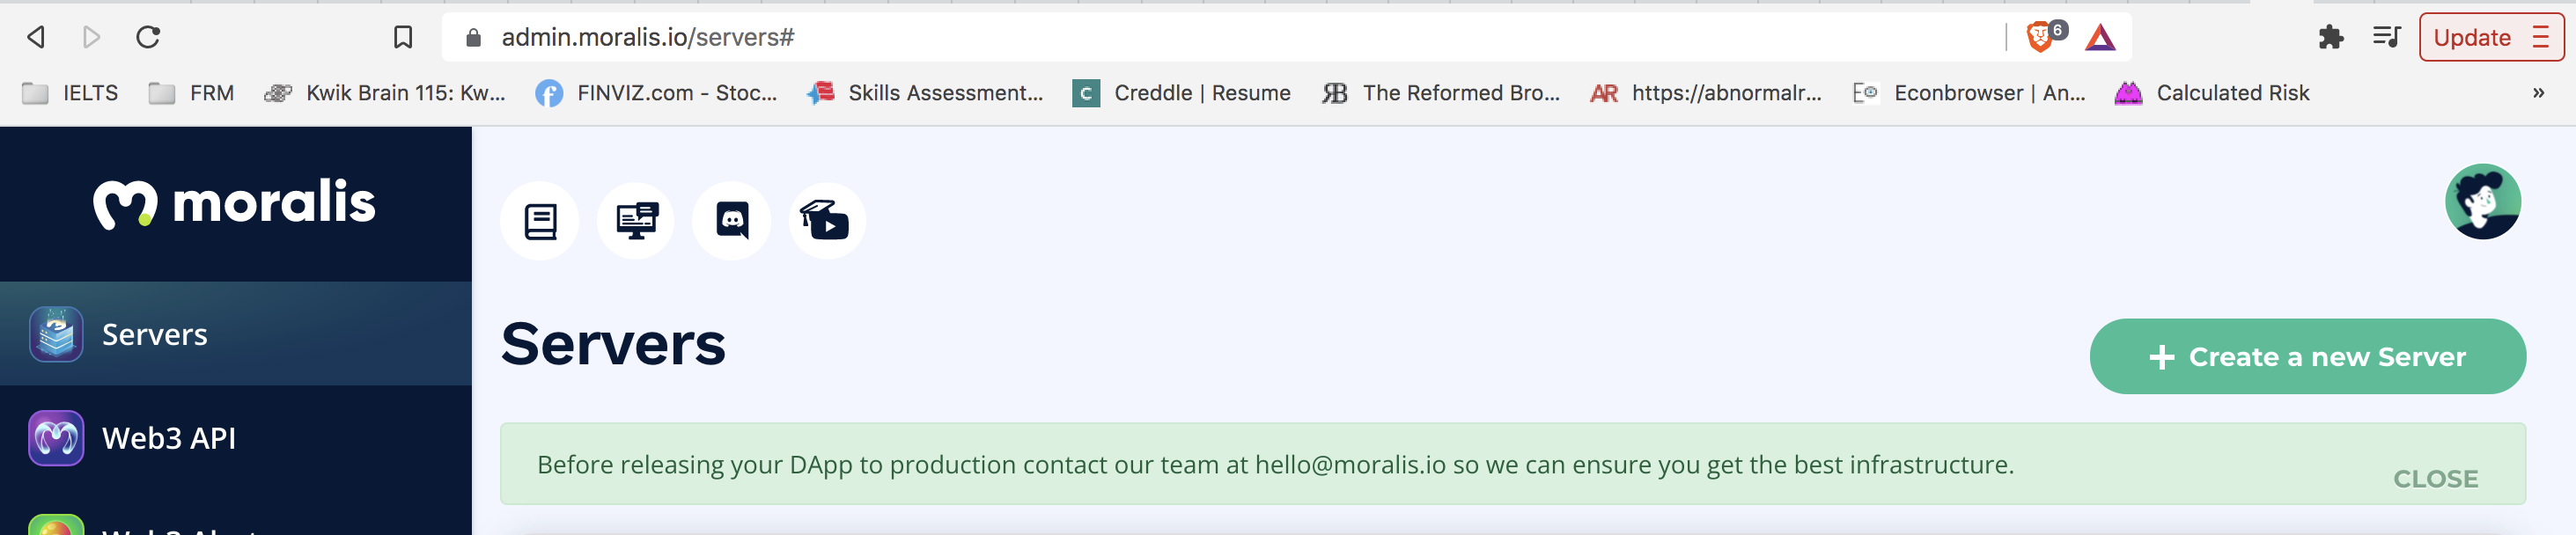 admin.moralis.io/servers#
6
Update
IELTS
FRM
Kwik Brain 115: Kw...
FINVIZ.com - Stoc...
Skills Assessment...
C
Creddle | Resume
RB
The Reformed Bro...
AR
https://abnormalr...
Econbrowser | An...
Calculated Risk
»
moralis
Servers
Web3 API
Servers
+ Create a new Server
Before releasing your DApp to production contact our team at hello@moralis.io so we can ensure you get the best infrastructure.
CLOSE